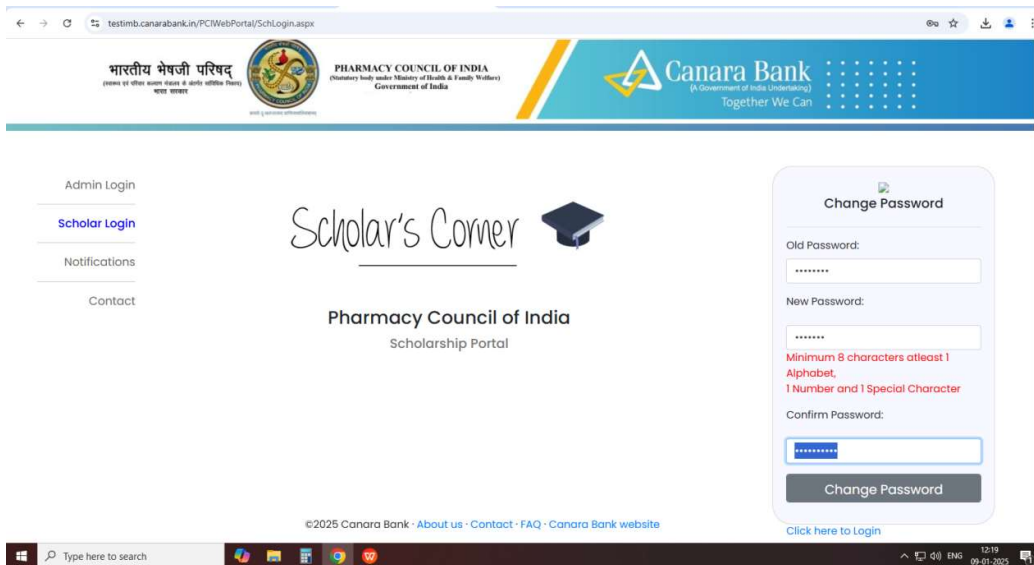 testimb.canarabank.in/PCIWebPortal/SchLogin.aspx
भारतीय भेषजी परिषद्
भारत सरकार
PHARMACY COUNCIL OF INDIA
(Statutory body under Ministry of Health & Family Welfare)
Government of India
Canara Bank
(A Government of India Undertaking)
Together We Can
Admin Login
Scholar Login
Notifications
Contact
Scholar's Corner
Pharmacy Council of India
Scholarship Portal
Change Password
Old Password:
New Password:
Minimum 8 characters atleast 1
Alphabet,
1 Number and 1 Special Character
Confirm Password:
Change Password
Click here to Login
©2025 Canara Bank · About us · Contact · FAQ · Canara Bank website
Type here to search
ENG
12:19
09-01-2025